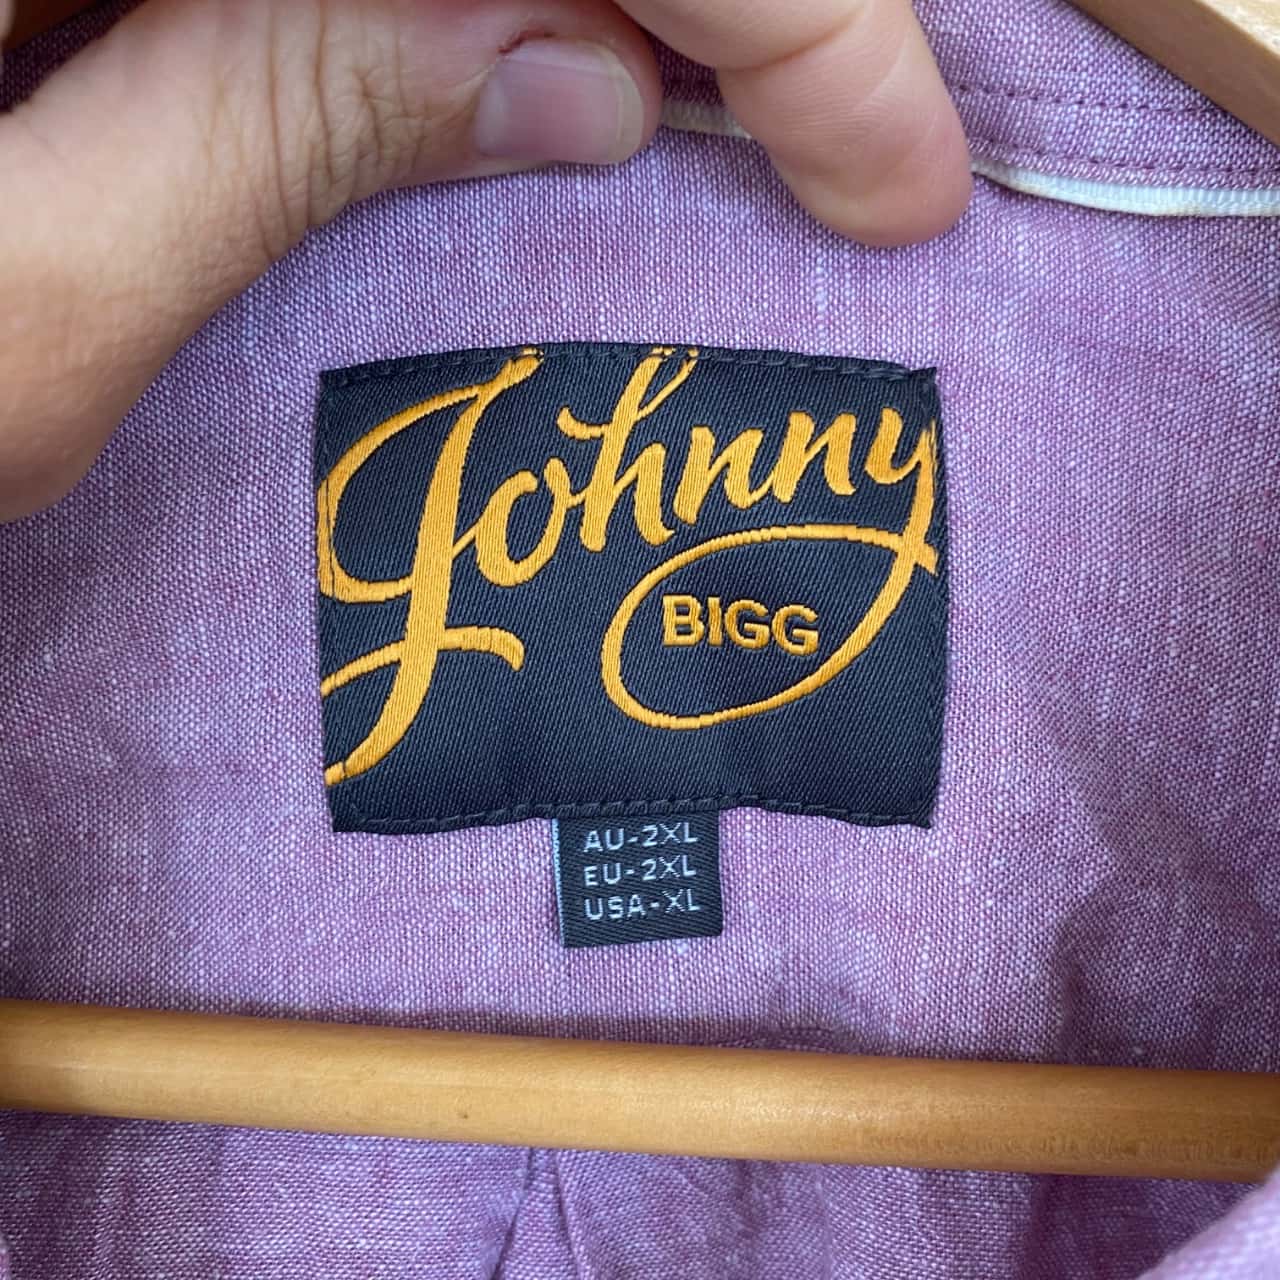 Johnny
BIGG
AU-2XL
EU-2XL
USA-XL